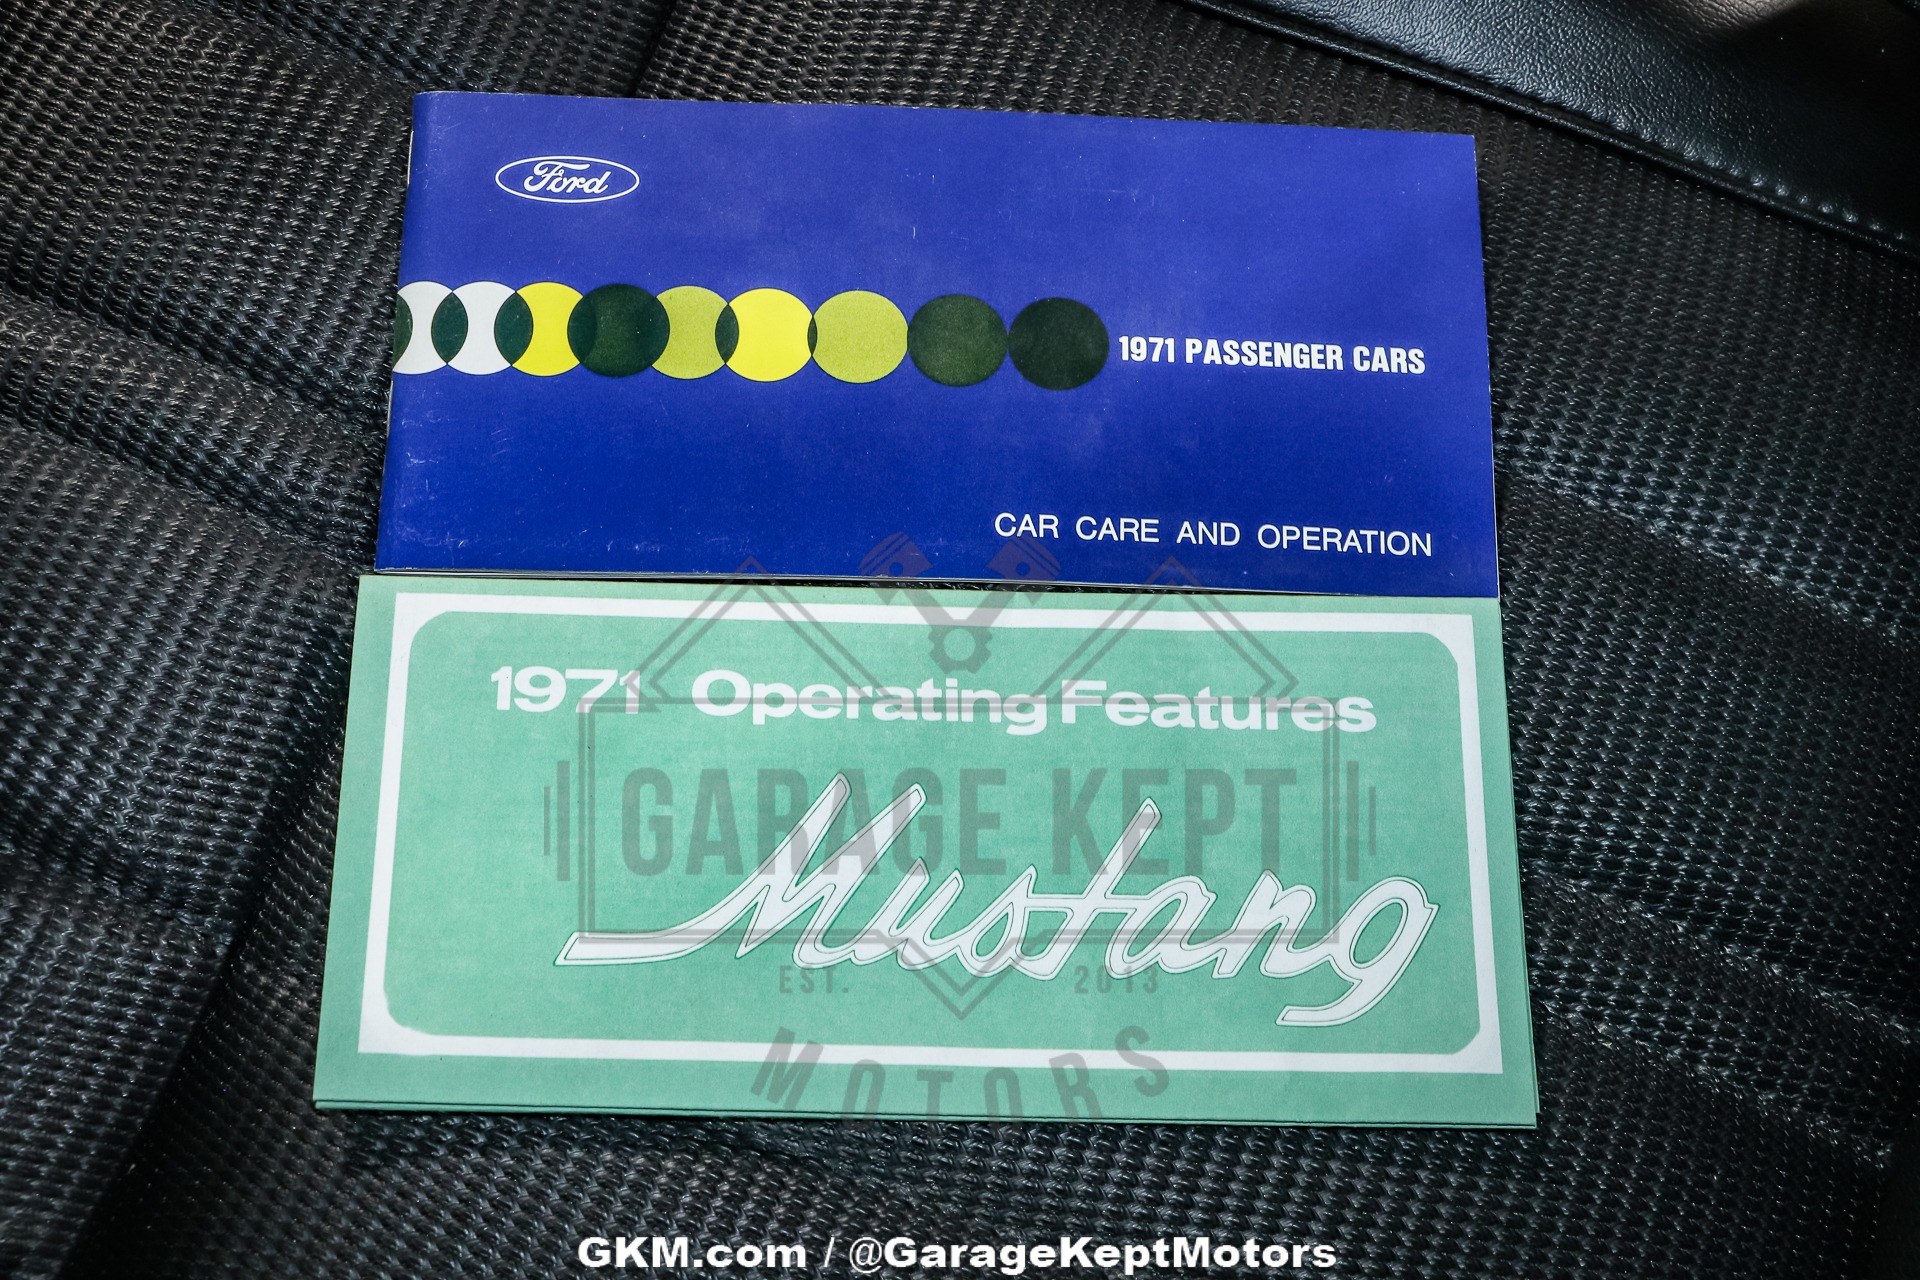 Ford
1971 PASSENGER CARS
CAR CARE AND OPERATION
1971 Operating Features
GARAGE KEPT
Mustang
EST. 2013
MOTORS
GKM.com / @GarageKeptMotors